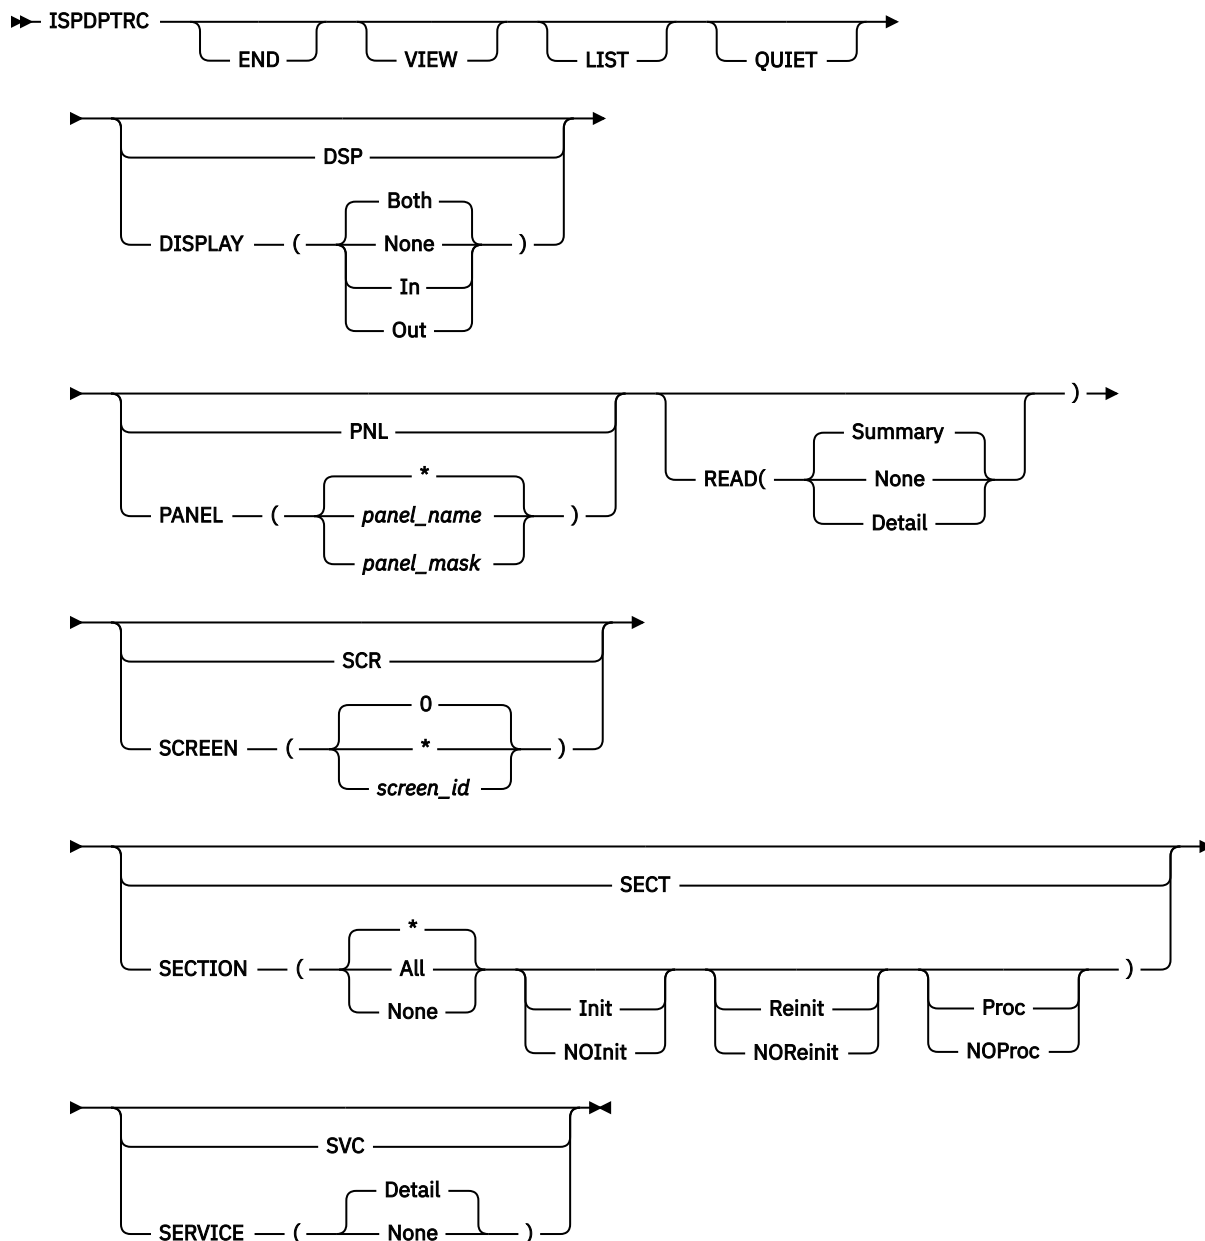 ISPDPTRC
END VIEW LIST QUIET
DSP
Both
DISPLAY ( None )
In
Out
)
PNL
Summary
*
READ( None
PANEL ( panel_name )
Detail
panel_mask
SCR
0
SCREEN ( * )
screen_id
SECT
*
SECTION ( All )
None
Init Reinit Proc
NOInit NOReinit NOProc
SVC
Detail
SERVICE ( None )